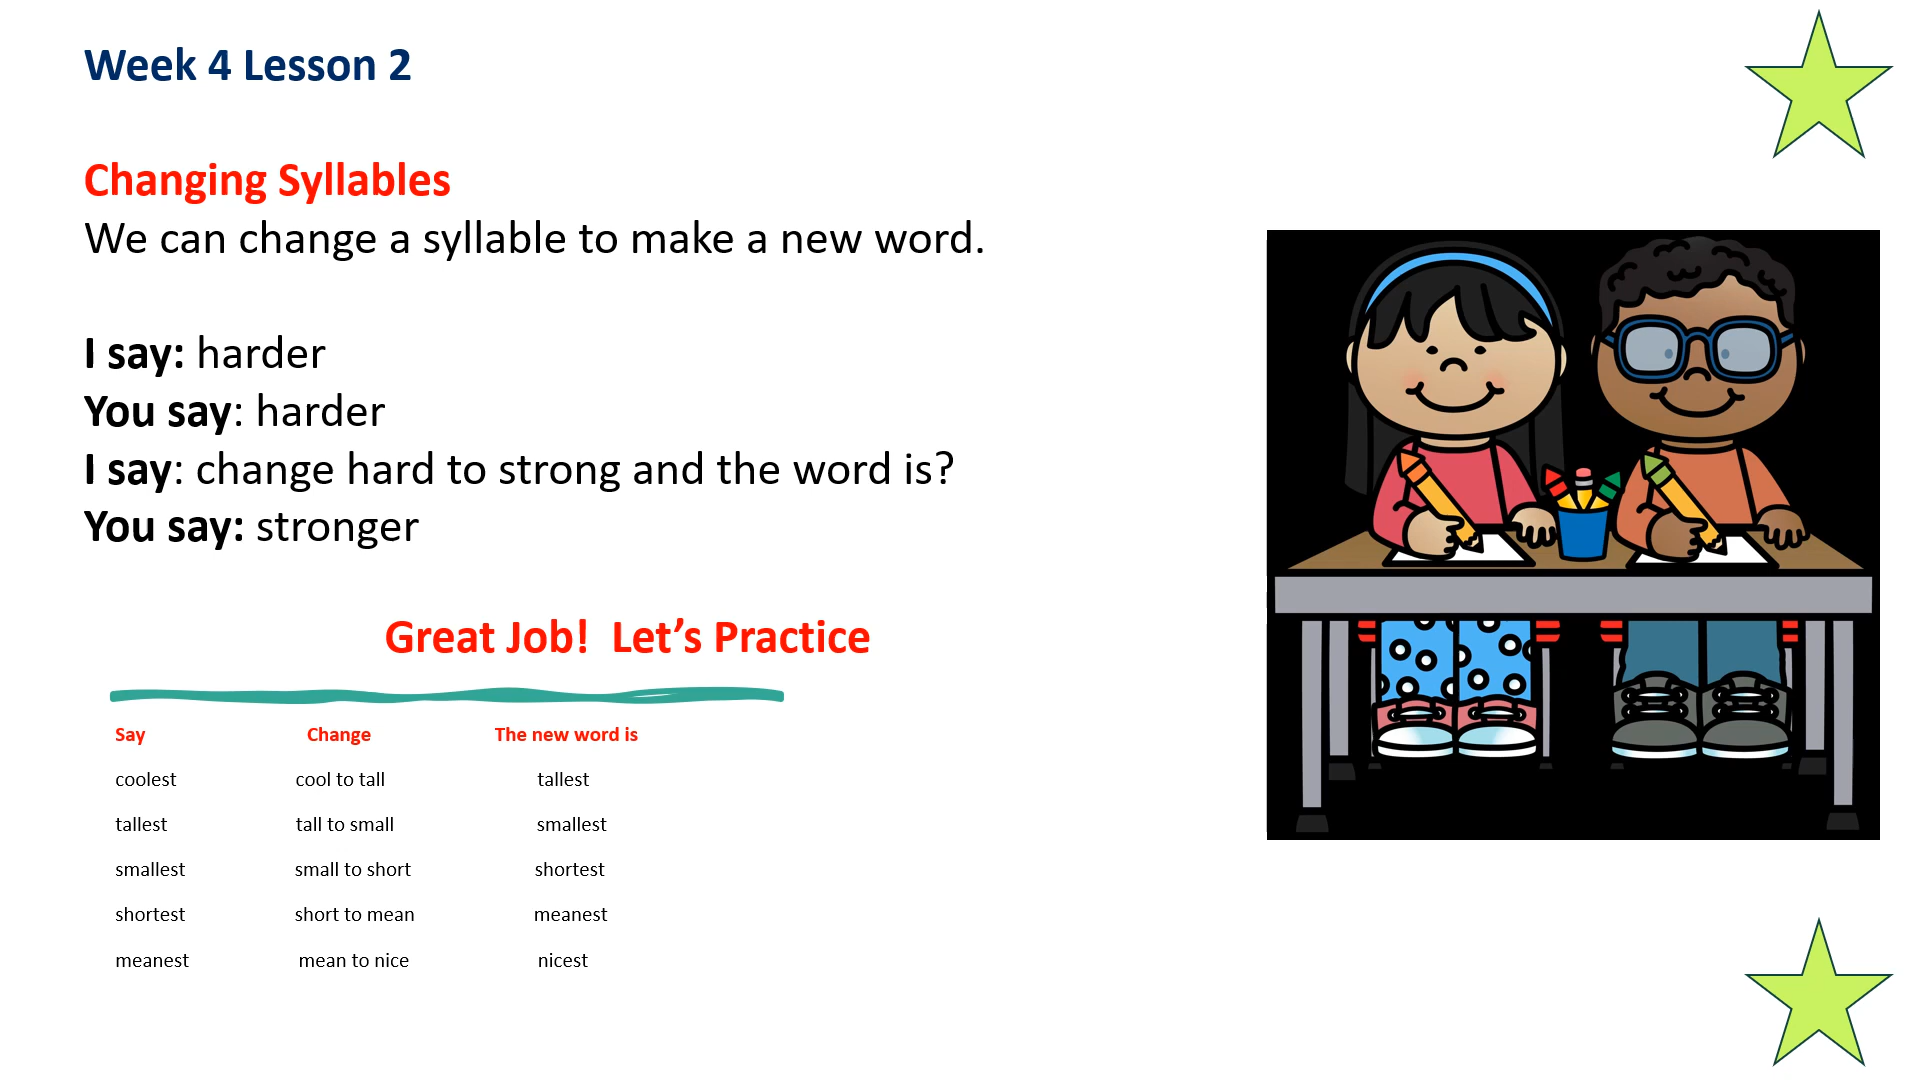 Week 4 Lesson 2
Changing Syllables
We can change a syllable to make a new word.
I say: harder
You say: harder
I say: change hard to strong and the word is?
You say: stronger
Great Job!  Let’s Practice
Say Change The new word is
coolest cool to tall tallest
tallest tall to small smallest
smallest small to short shortest
shortest short to mean meanest
meanest mean to nice nicest